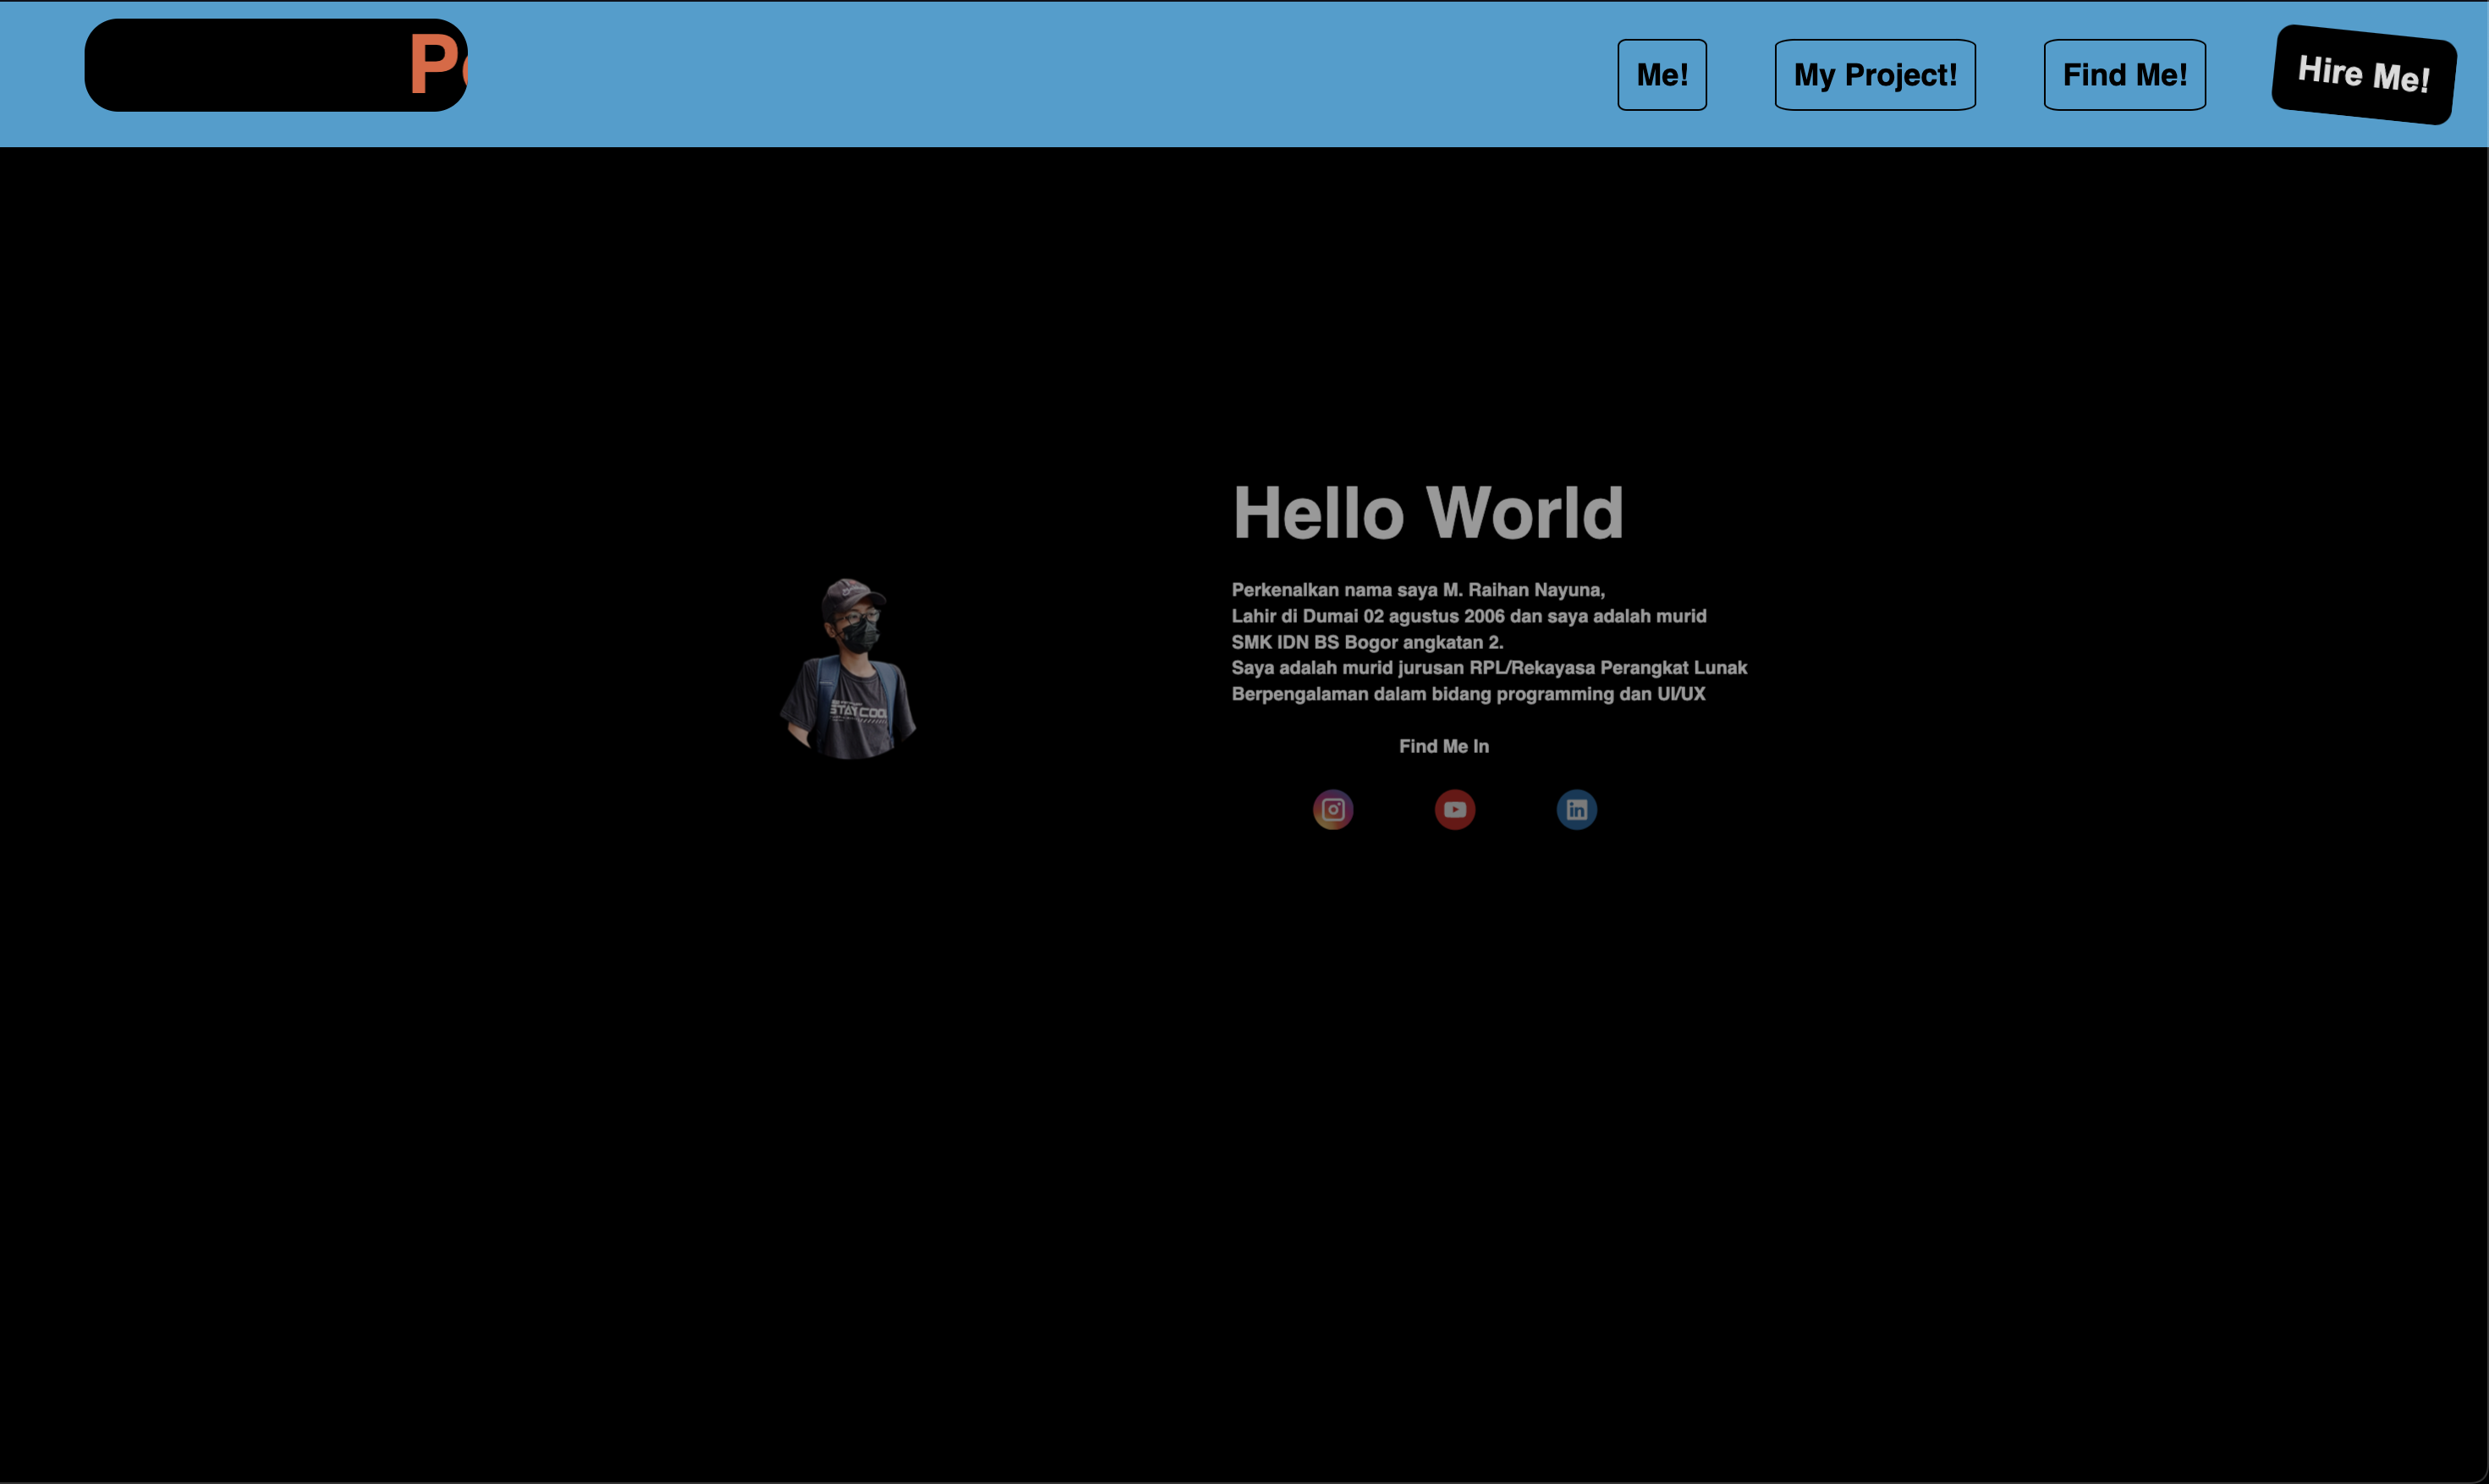 P
Me!
My Project!
Find Me!
Hire Me!
Hello World
Perkenalkan nama saya M. Raihan Nayuna,
Lahir di Dumai 02 agustus 2006 dan saya adalah murid
SMK IDN BS Bogor angkatan 2.
Saya adalah murid jurusan RPL/Rekayasa Perangkat Lunak
Berpengalaman dalam bidang programming dan UI/UX
STAY COOL
Find Me In
in